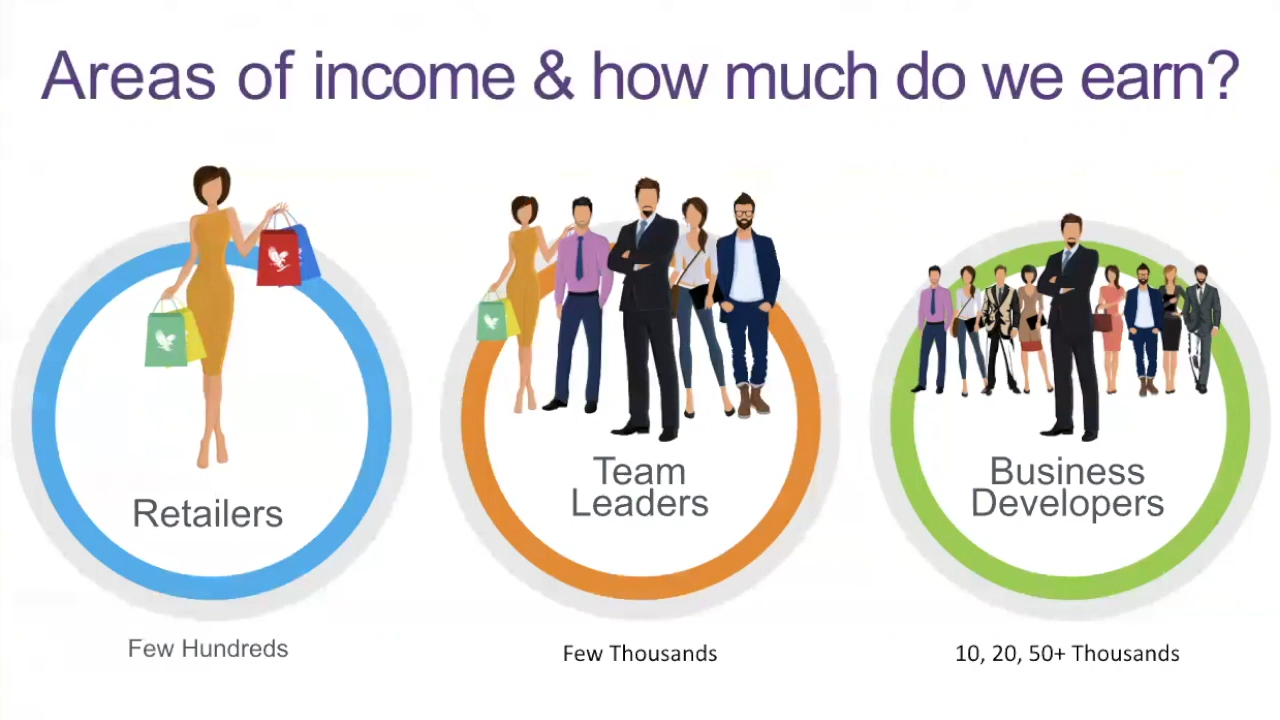 Areas of income & how much do we earn?
Retailers
Team
Leaders
Business
Developers
Few Hundreds
Few Thousands
10, 20, 50+ Thousands